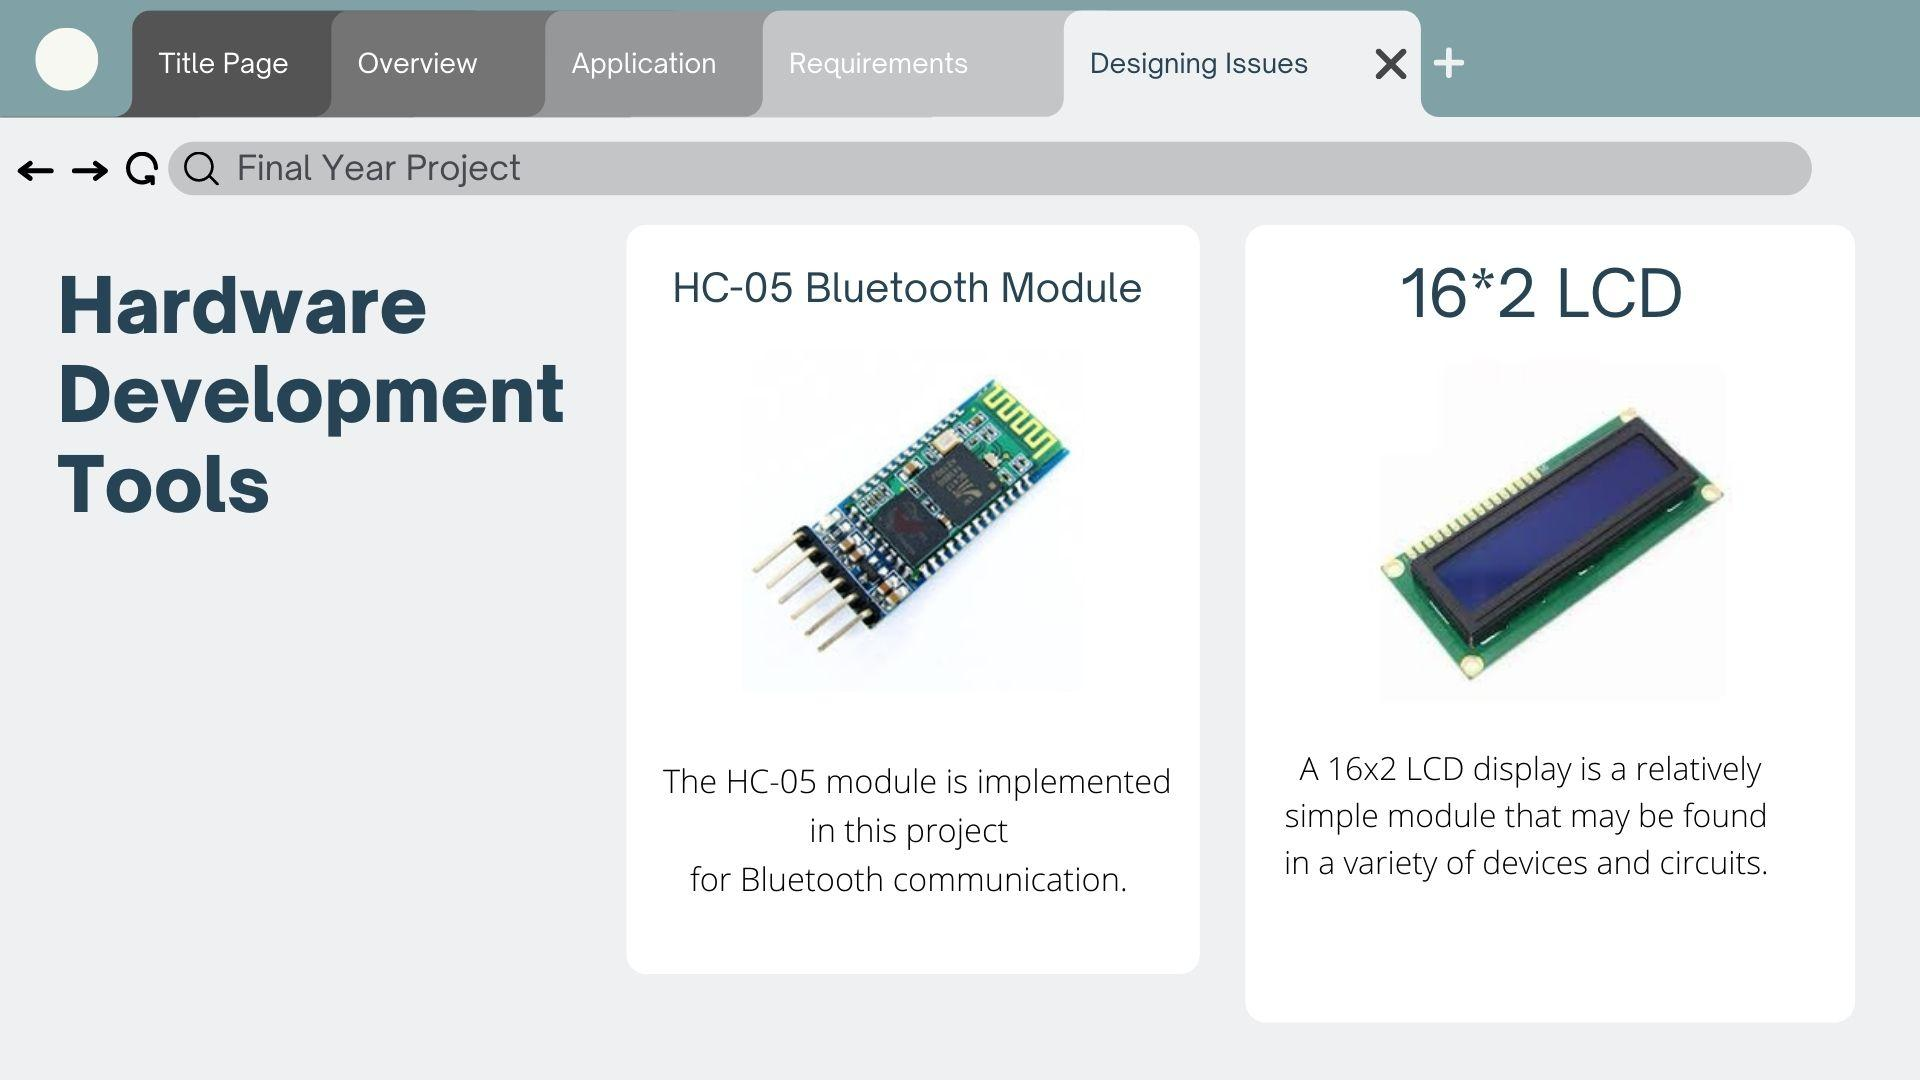 Title Page
Overview
Application
Requirements
Designing Issues
Final Year Project
Hardware
Development
Tools
HC-05 Bluetooth Module
The HC-05 module is implemented
in this project
for Bluetooth communication.
16*2 LCD
A 16x2 LCD display is a relatively
simple module that may be found
in a variety of devices and circuits.